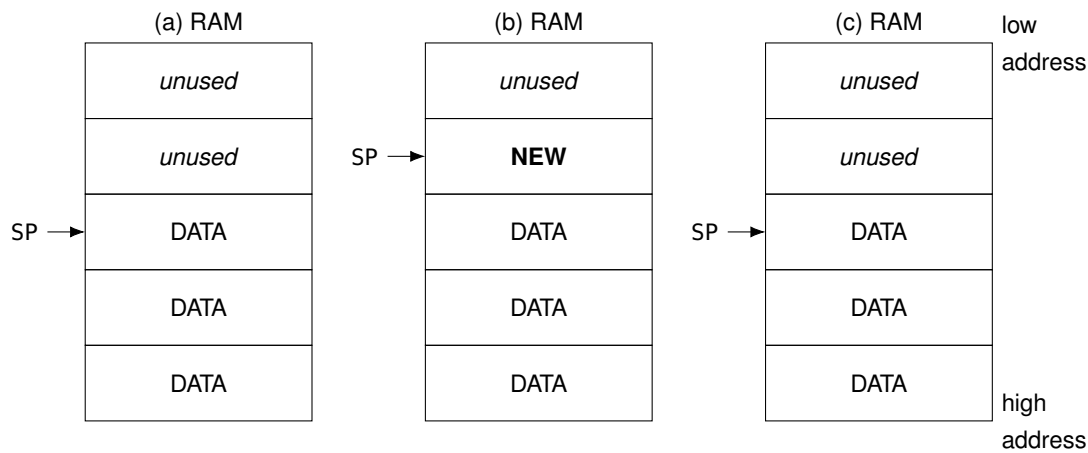 (a) RAM
(b) RAM
(c) RAM
low
address
unused
unused
unused
unused
SP
NEW
unused
SP
DATA
DATA
SP
DATA
DATA
DATA
DATA
DATA
DATA
DATA
high
address